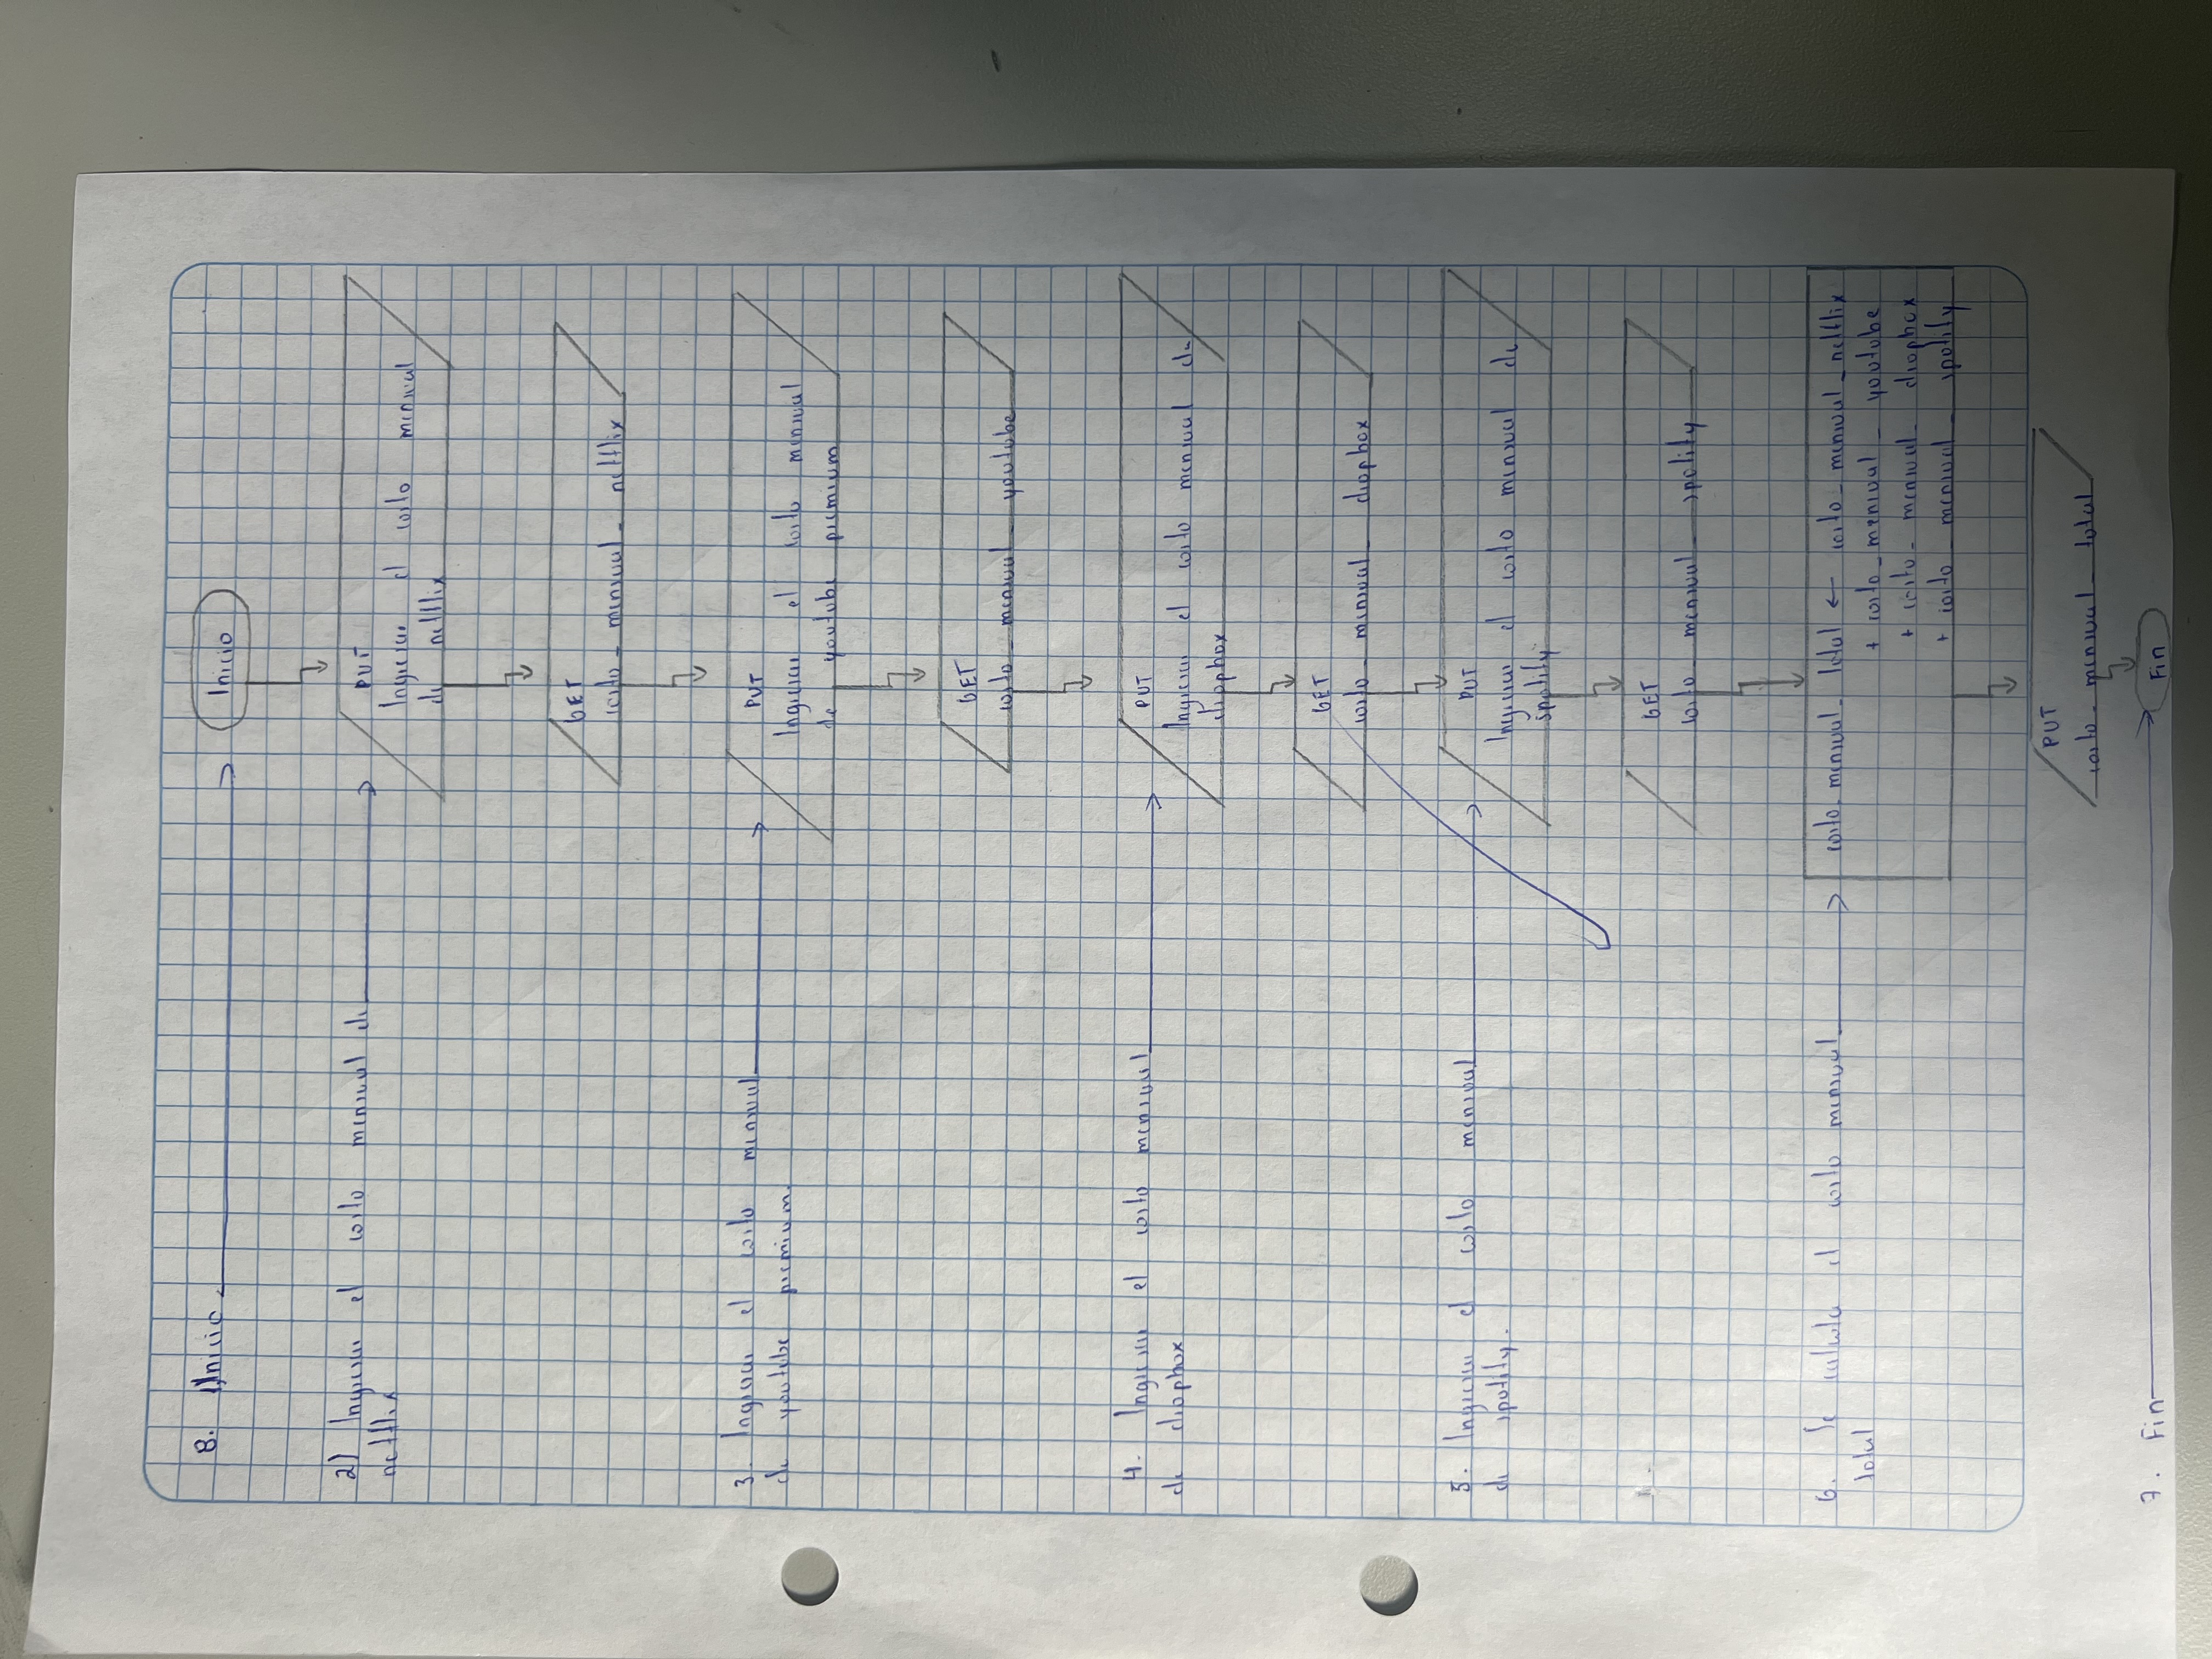 8. 1) Inicio
Inicio
2) Ingresar el costo mensual de
netflix
PUT
Ingresar el costo mensual
de netflix
GET
costo_mensual_netflix
3. Ingresar el costo mensual
de youtube premium
PUT
Ingresar el costo mensual
de youtube premium
GET
costo_mensual_youtube
4. Ingresar el costo mensual
de dropbox
PUT
Ingresar el costo mensual de
dropbox
GET
costo_mensual_dropbox
5. Ingresar el costo mensual
de spotify.
PUT
Ingresar el costo mensual de
spotify
GET
costo_mensual_spotify
6. Se calcula el costo mensual
total
costo_mensual_total ← costo_mensual_netflix
+ costo_mensual_youtube
+ costo_mensual_dropbox
+ costo_mensual_spotify
PUT
costo_mensual_total
7. Fin
Fin